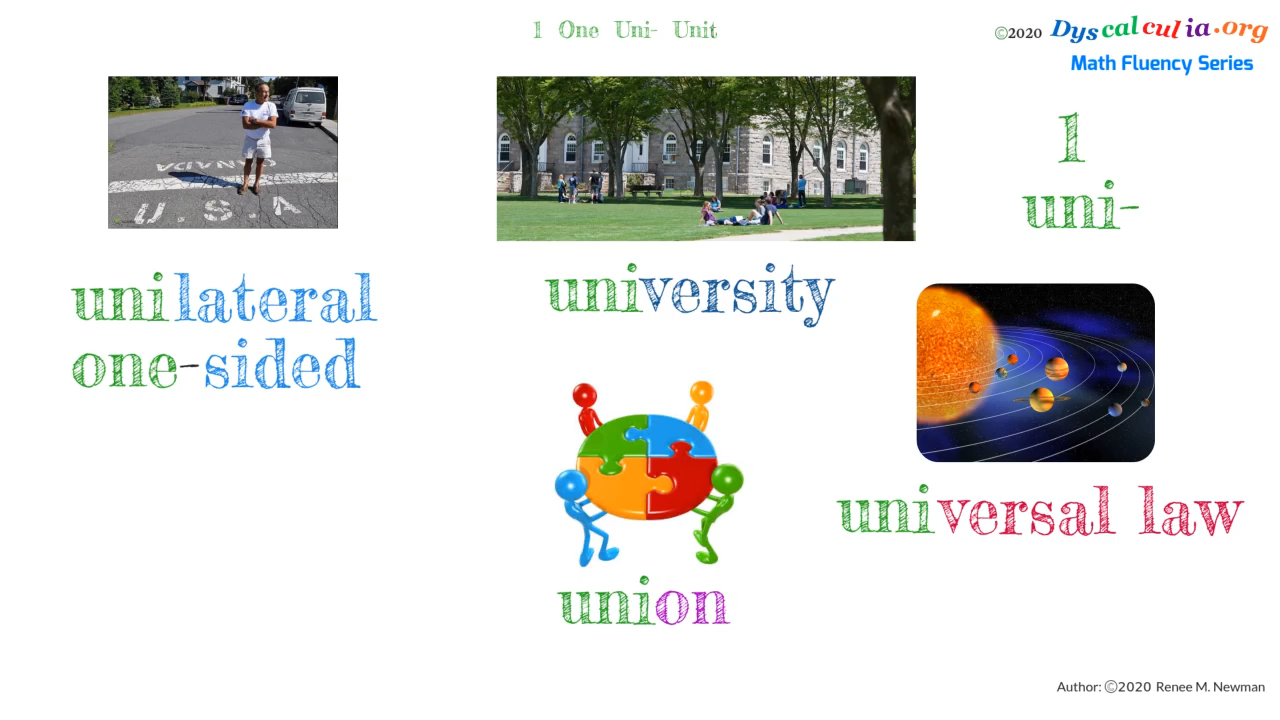 1 One Uni- Unit
©2020 Dyscalculia.org
Math Fluency Series
1
uni-
CANADA
U.S.A
unilateral
one-sided
university
universal law
union
Author: ©2020 Renee M. Newman